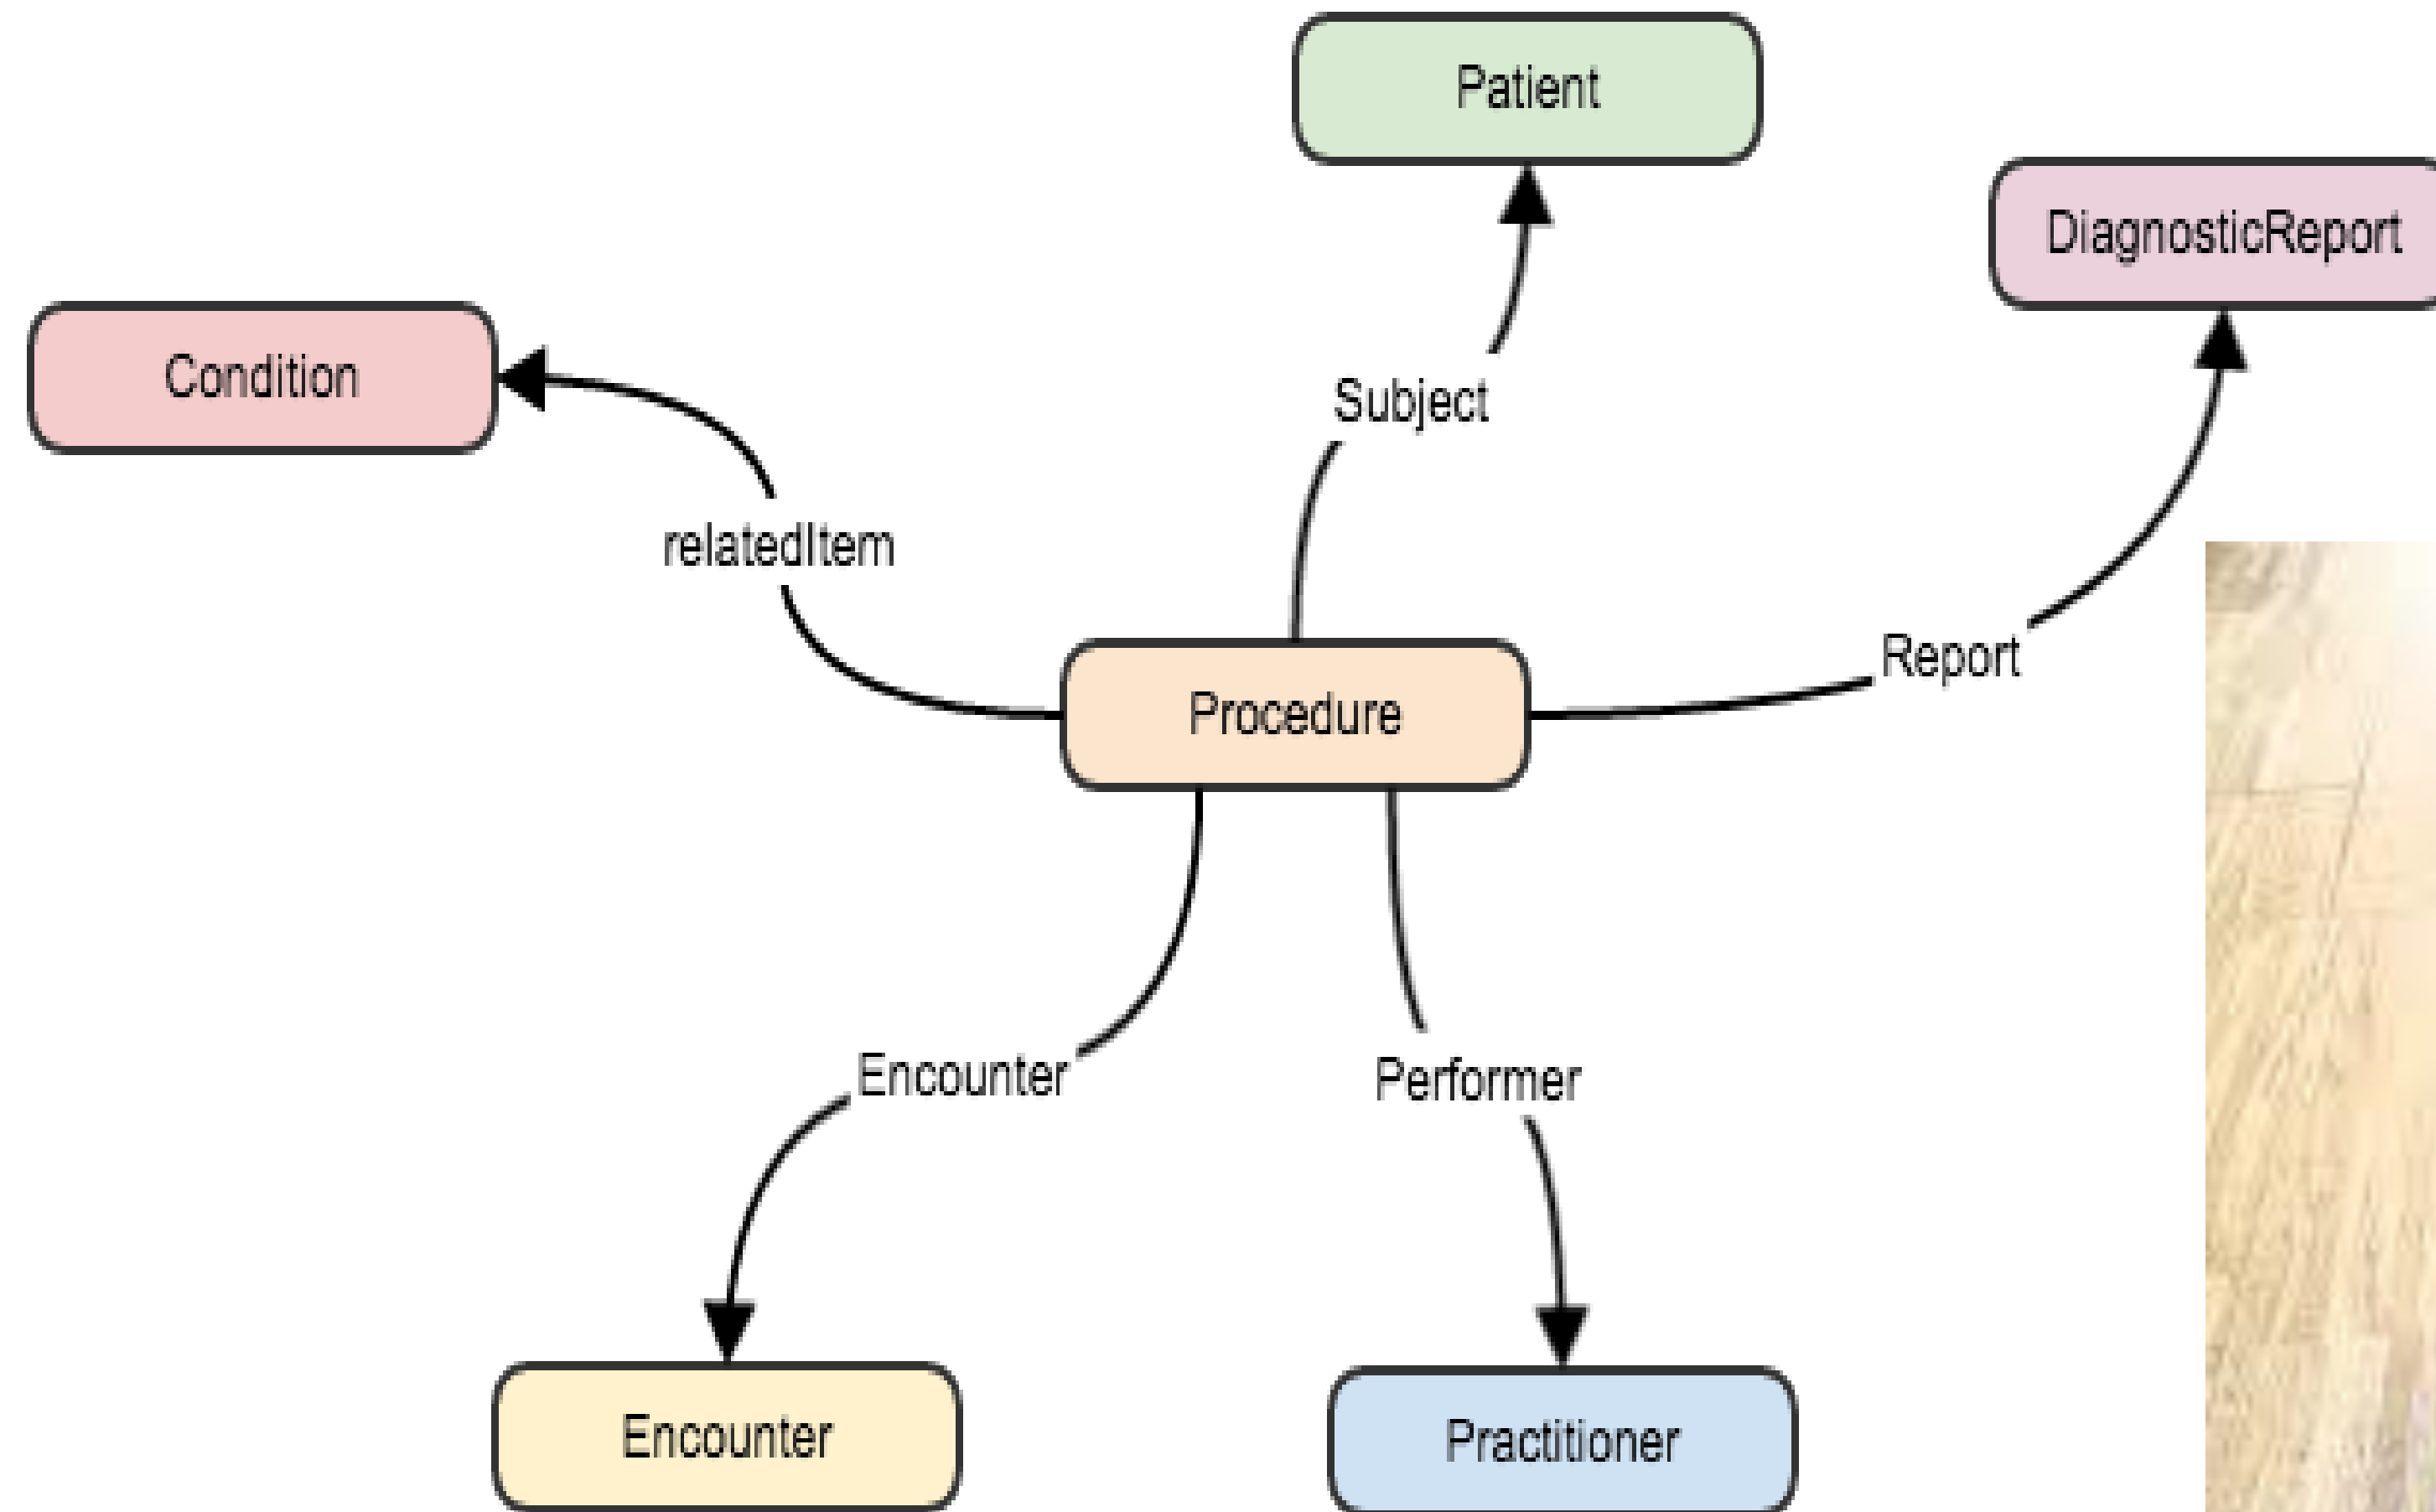 Patient
DiagnosticReport
Condition
Subject
relatedItem
Report
Procedure
Encounter
Performer
Encounter
Practitioner